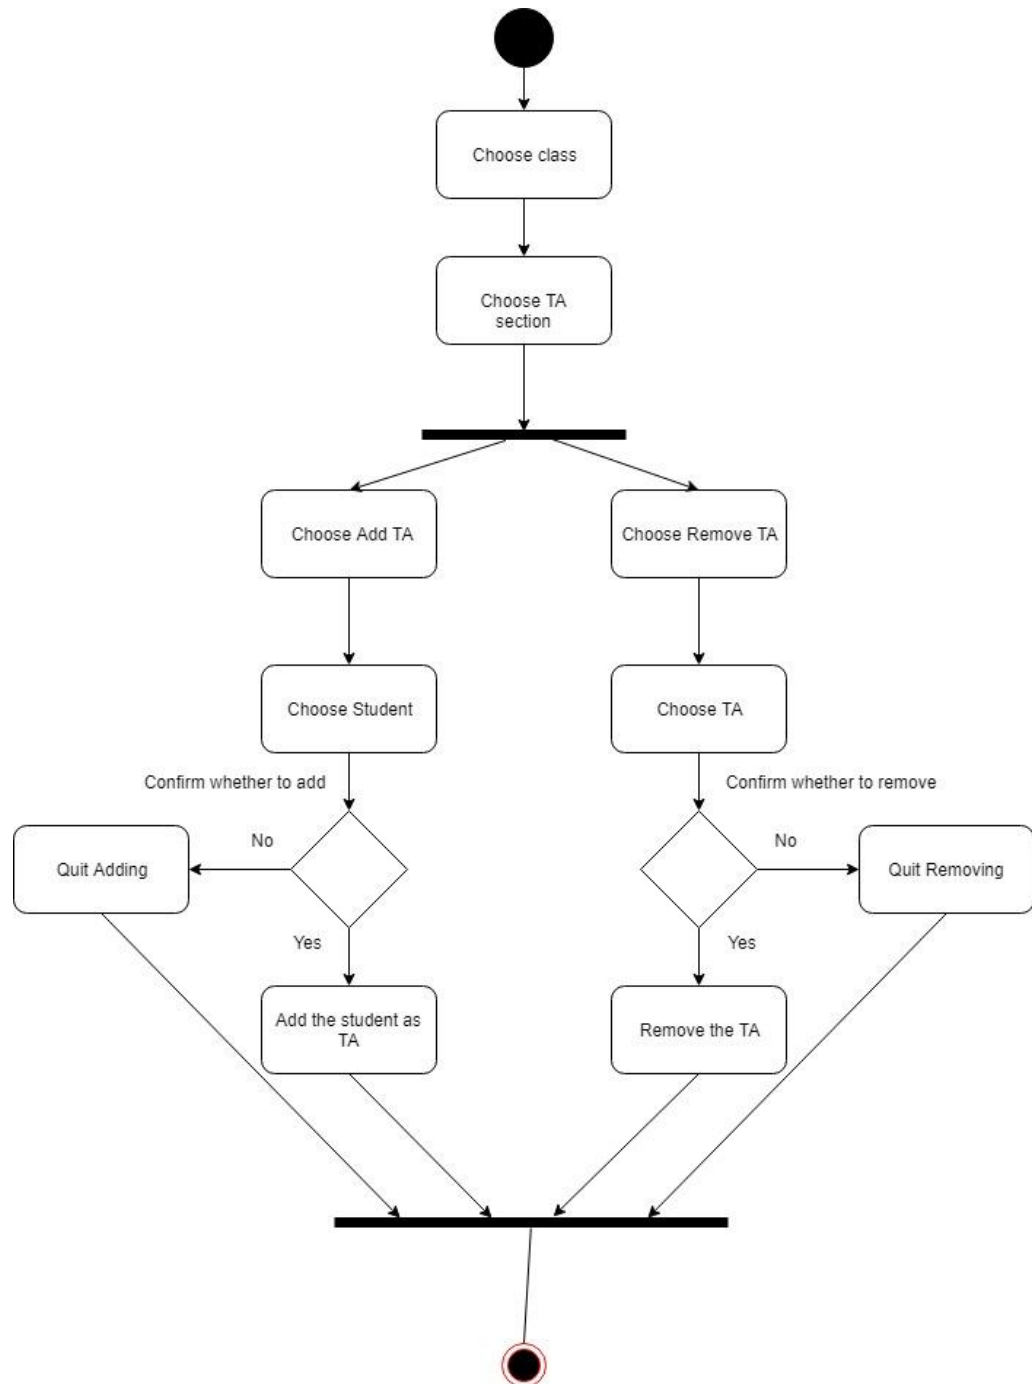 Choose class
Choose TA
section
Choose Add TA
Choose Remove TA
Choose Student
Choose TA
Confirm whether to add
Confirm whether to remove
No
No
Quit Adding
Quit Removing
Yes
Yes
Add the student as
TA
Remove the TA